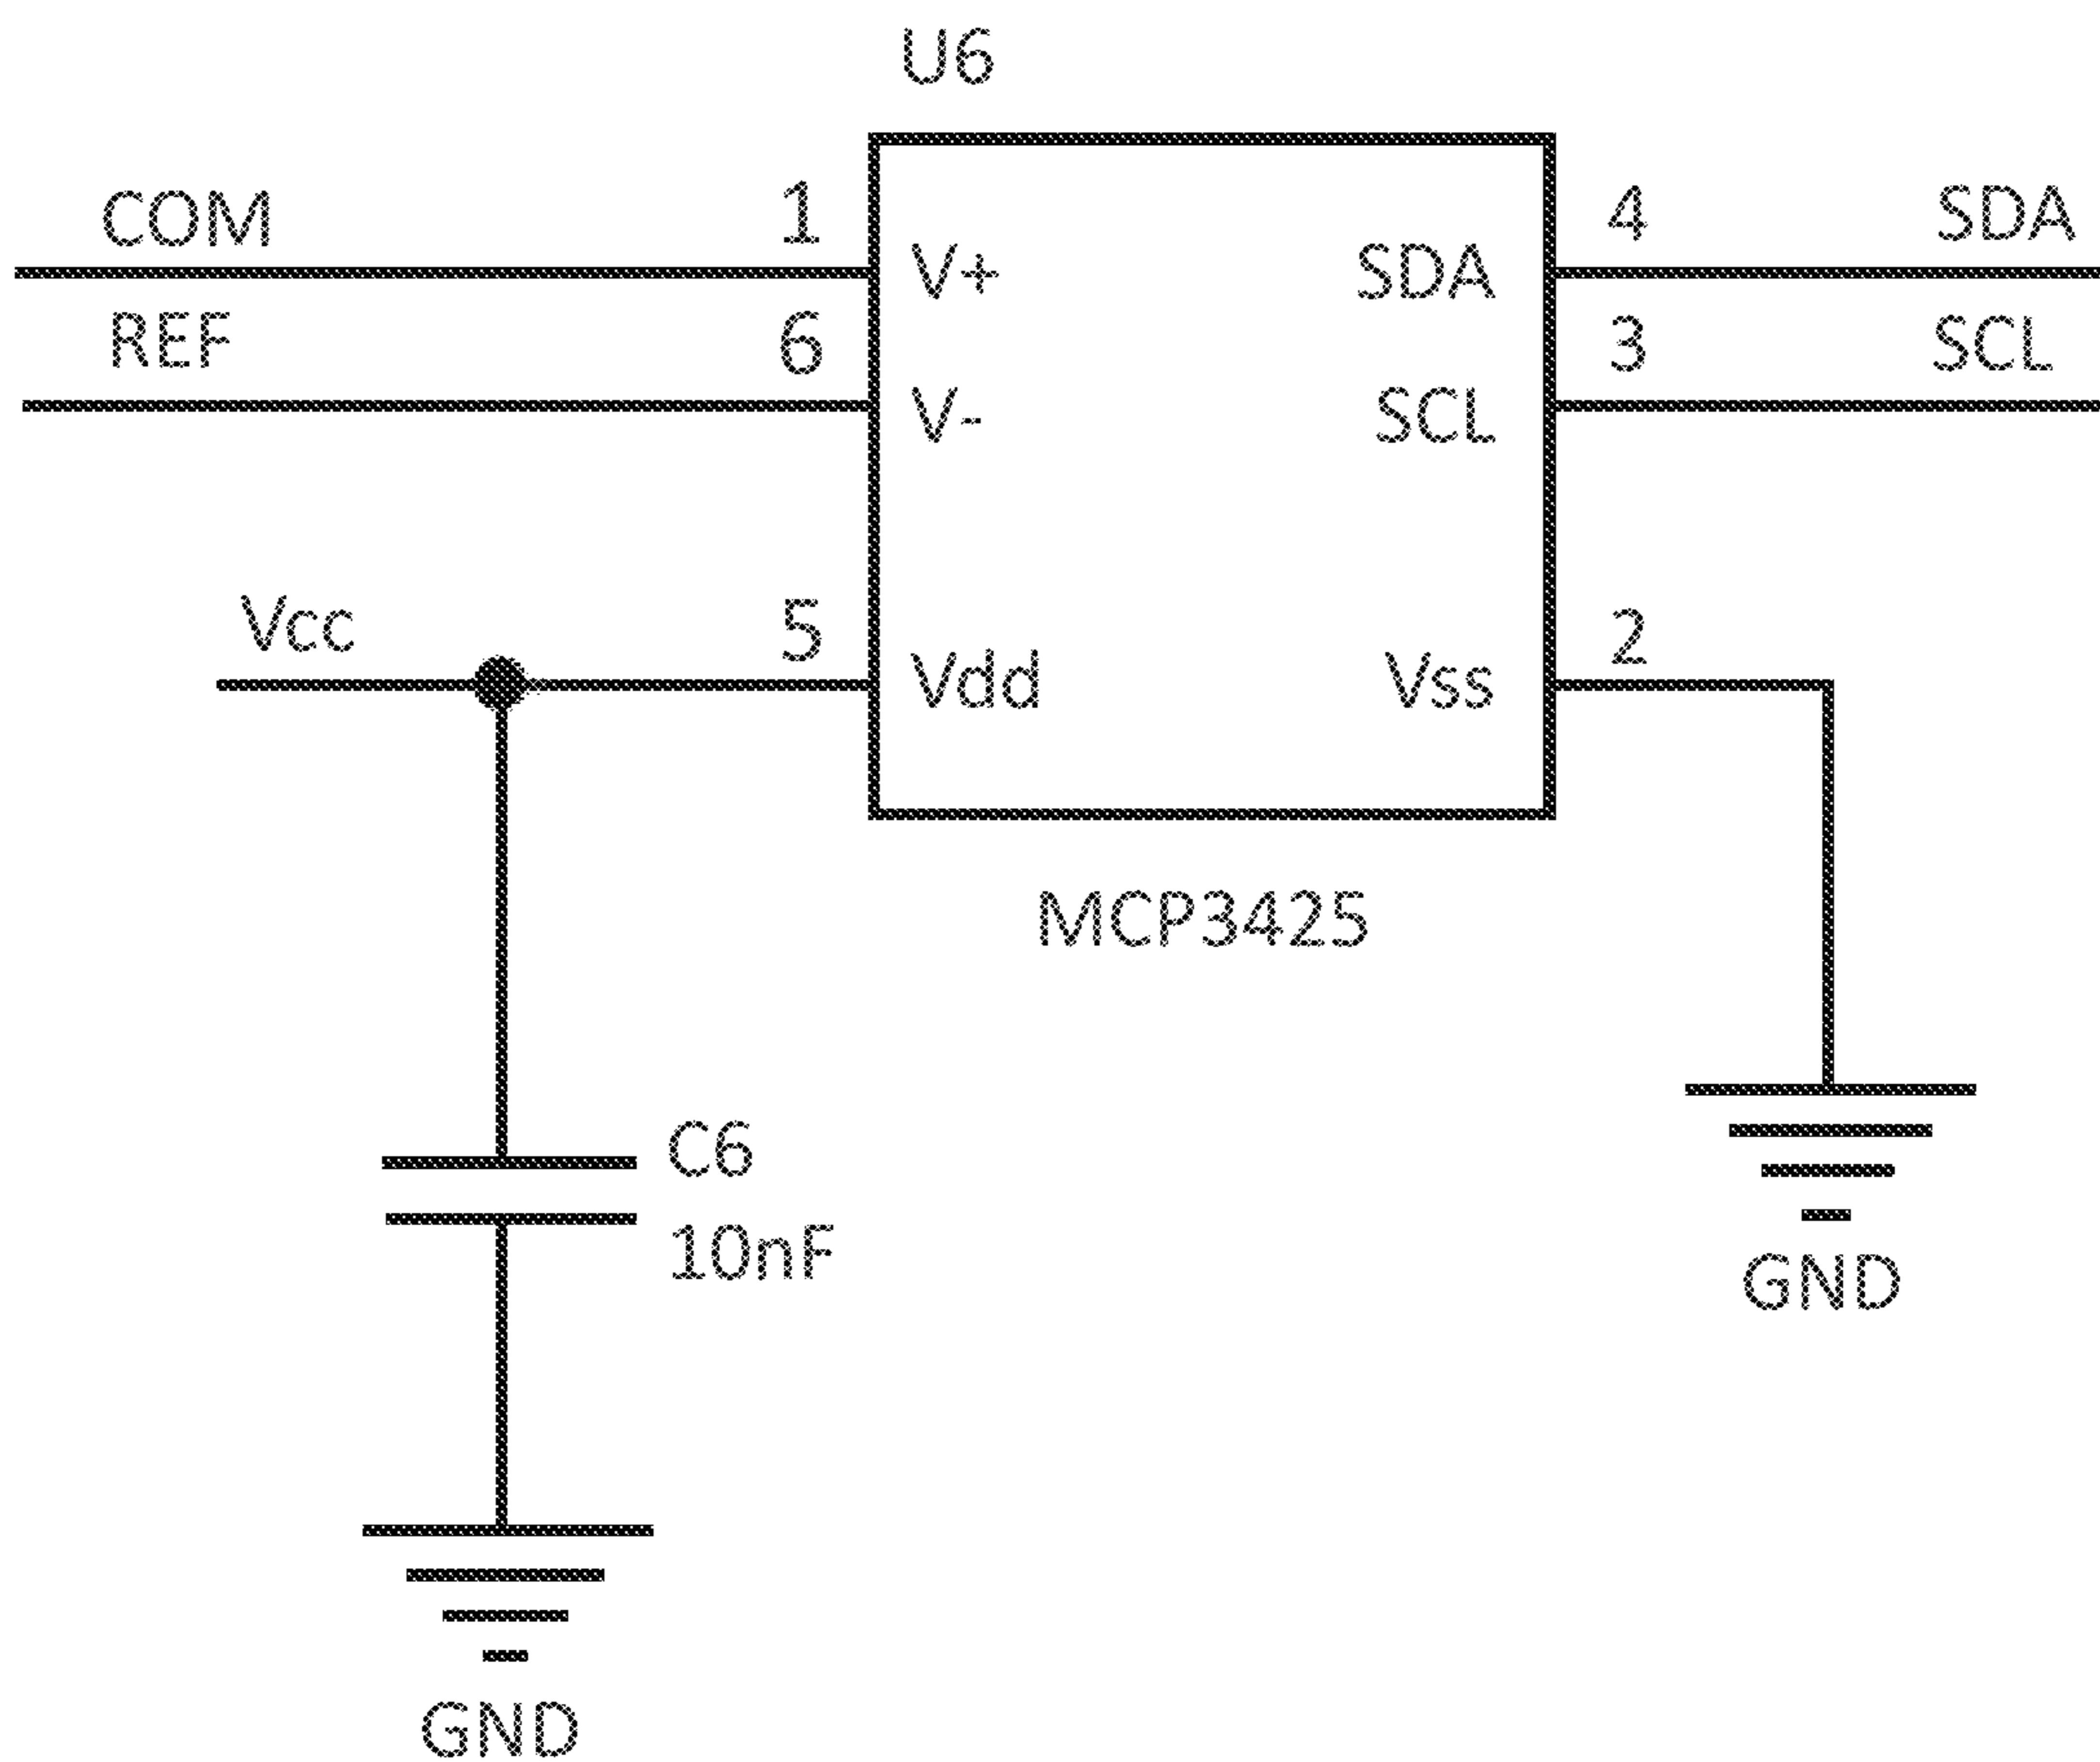 U6
COM 1 4 SDA
V+ SDA
REF 6 3 SCL
V- SCL
Vcc 5 2
Vdd Vss
MCP3425
C6
10nF
GND
GND